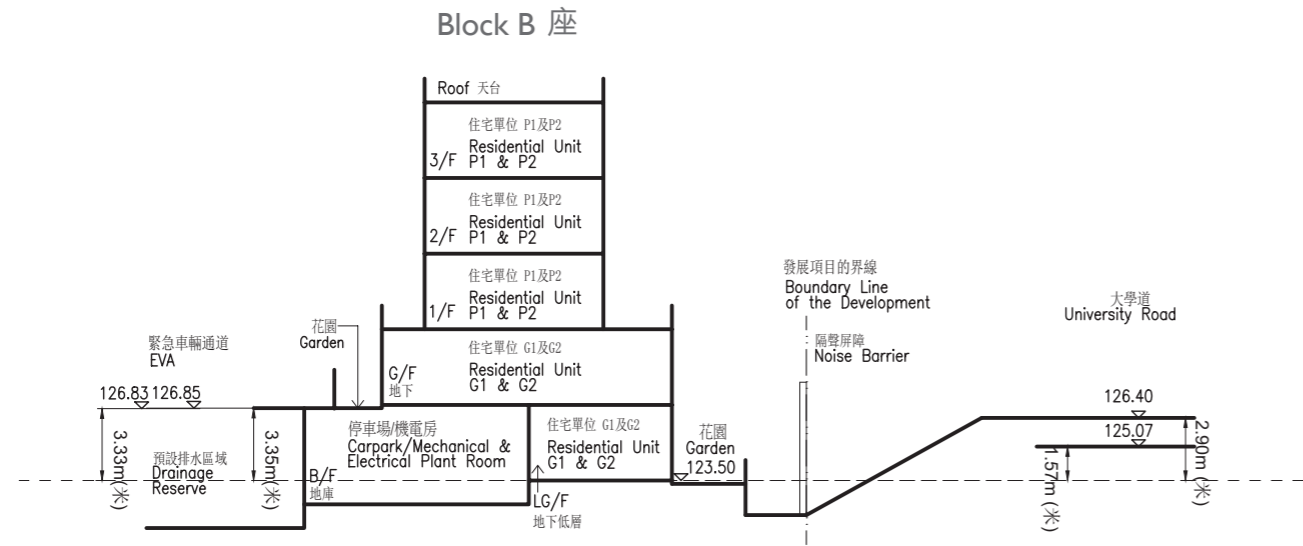 Block B 座
Roof 天台
住宅單位 P1及P2
Residential Unit
3/F P1 & P2
住宅單位 P1及P2
Residential Unit
2/F P1 & P2
住宅單位 P1及P2
Residential Unit
1/F P1 & P2
發展項目的界線
Boundary Line
of the Development
大學道
University Road
隔聲屏障
Noise Barrier
緊急車輛通道
EVA
花園
Garden
住宅單位 G1及G2
Residential Unit
G1 & G2
G/F
地下
126.83 126.85
126.40
125.07
停車場/機電房
Carpark/Mechanical &
Electrical Plant Room
B/F
地庫
住宅單位 G1及G2
Residential Unit
G1 & G2
花園
Garden
123.50
預設排水區域
Drainage
Reserve
3.33m(米)
3.35m(米)
LG/F
地下低層
1.57m (米)
2.90m (米)